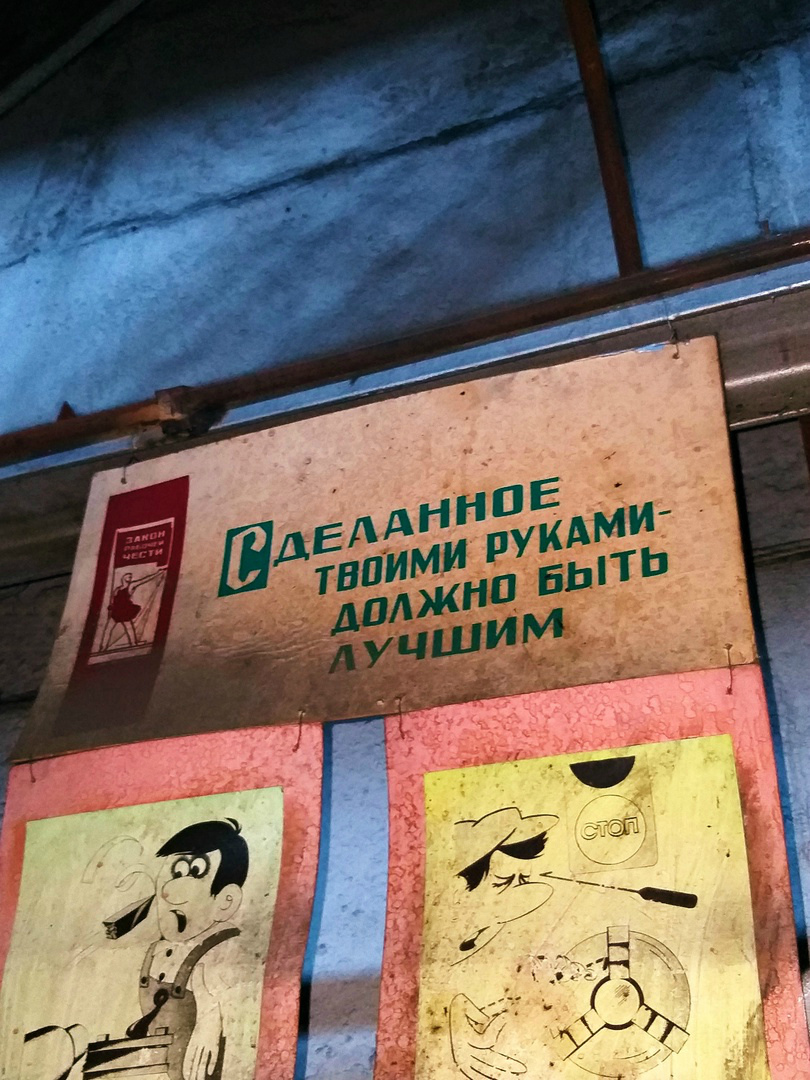 ЗАКОН
РАБОЧЕЙ
ЧЕСТИ
СДЕЛАННОЕ
ТВОИМИ РУКАМИ-
ДОЛЖНО БЫТЬ
ЛУЧШИМ
СТОП